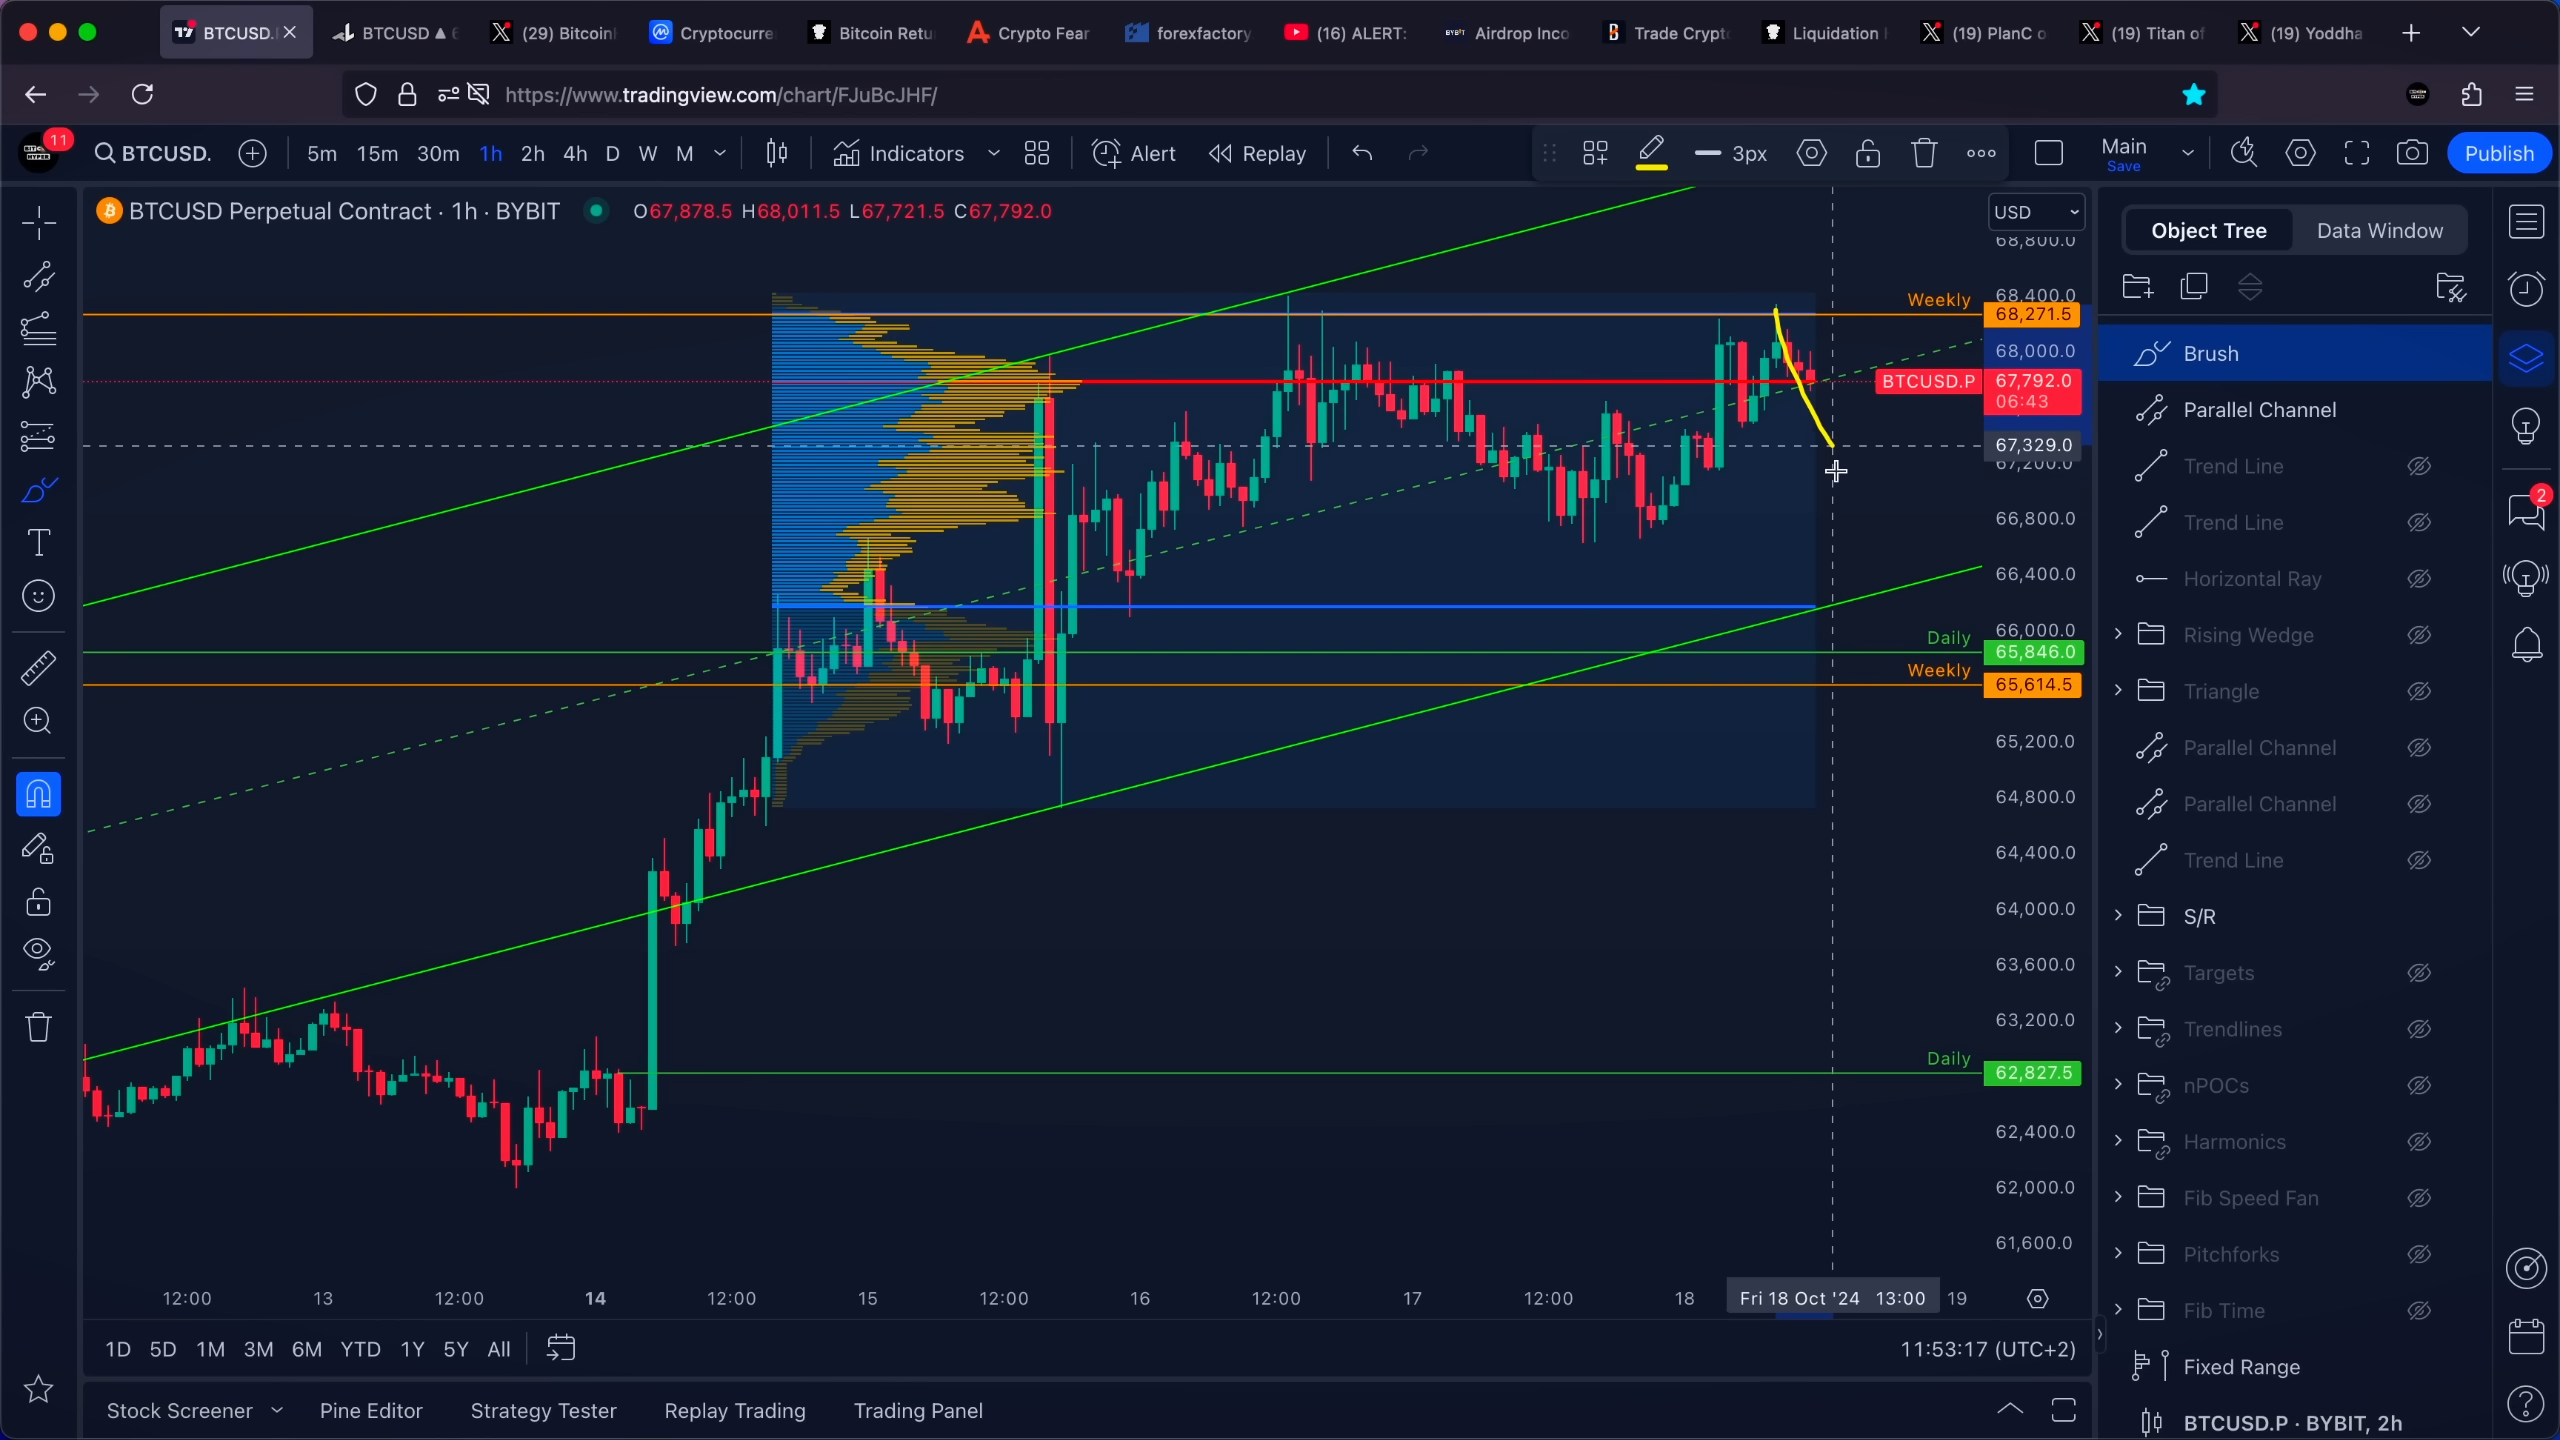 BTCUSD.
BTCUSD ▲ 6
(29) Bitcoin
Cryptocurre
Bitcoin Retu
Crypto Fear
forexfactory
(16) ALERT:
Airdrop Inco
Trade Crypt
Liquidation
(19) PlanC o
(19) Titan of
(19) Yoddha
https://www.tradingview.com/chart/FJuBcJHF/
11
BTCUSD.
5m 15m 30m 1h 2h 4h D W M
Indicators
Alert
Replay
3px
Main
Save
Publish
BTCUSD Perpetual Contract · 1h · BYBIT
O67,878.5 H68,011.5 L67,721.5 C67,792.0
USD
68,800.0
68,400.0
Weekly 68,271.5
68,000.0
BTCUSD.P 67,792.0
06:43
67,329.0
67,200.0
66,800.0
66,400.0
66,000.0
Daily 65,846.0
Weekly 65,614.5
65,200.0
64,800.0
64,400.0
64,000.0
63,600.0
63,200.0
Daily 62,827.5
62,400.0
62,000.0
61,600.0
12:00 13 12:00 14 12:00 15 12:00 16 12:00 17 12:00 18 Fri 18 Oct '24 13:00 19
1D 5D 1M 3M 6M YTD 1Y 5Y All
11:53:17 (UTC+2)
Stock Screener
Pine Editor
Strategy Tester
Replay Trading
Trading Panel
Object Tree
Data Window
Brush
Parallel Channel
Trend Line
Trend Line
Horizontal Ray
Rising Wedge
Triangle
Parallel Channel
Parallel Channel
Trend Line
S/R
Targets
Trendlines
nPOCs
Harmonics
Fib Speed Fan
Pitchforks
Fib Time
Fixed Range
BTCUSD.P · BYBIT, 2h
2